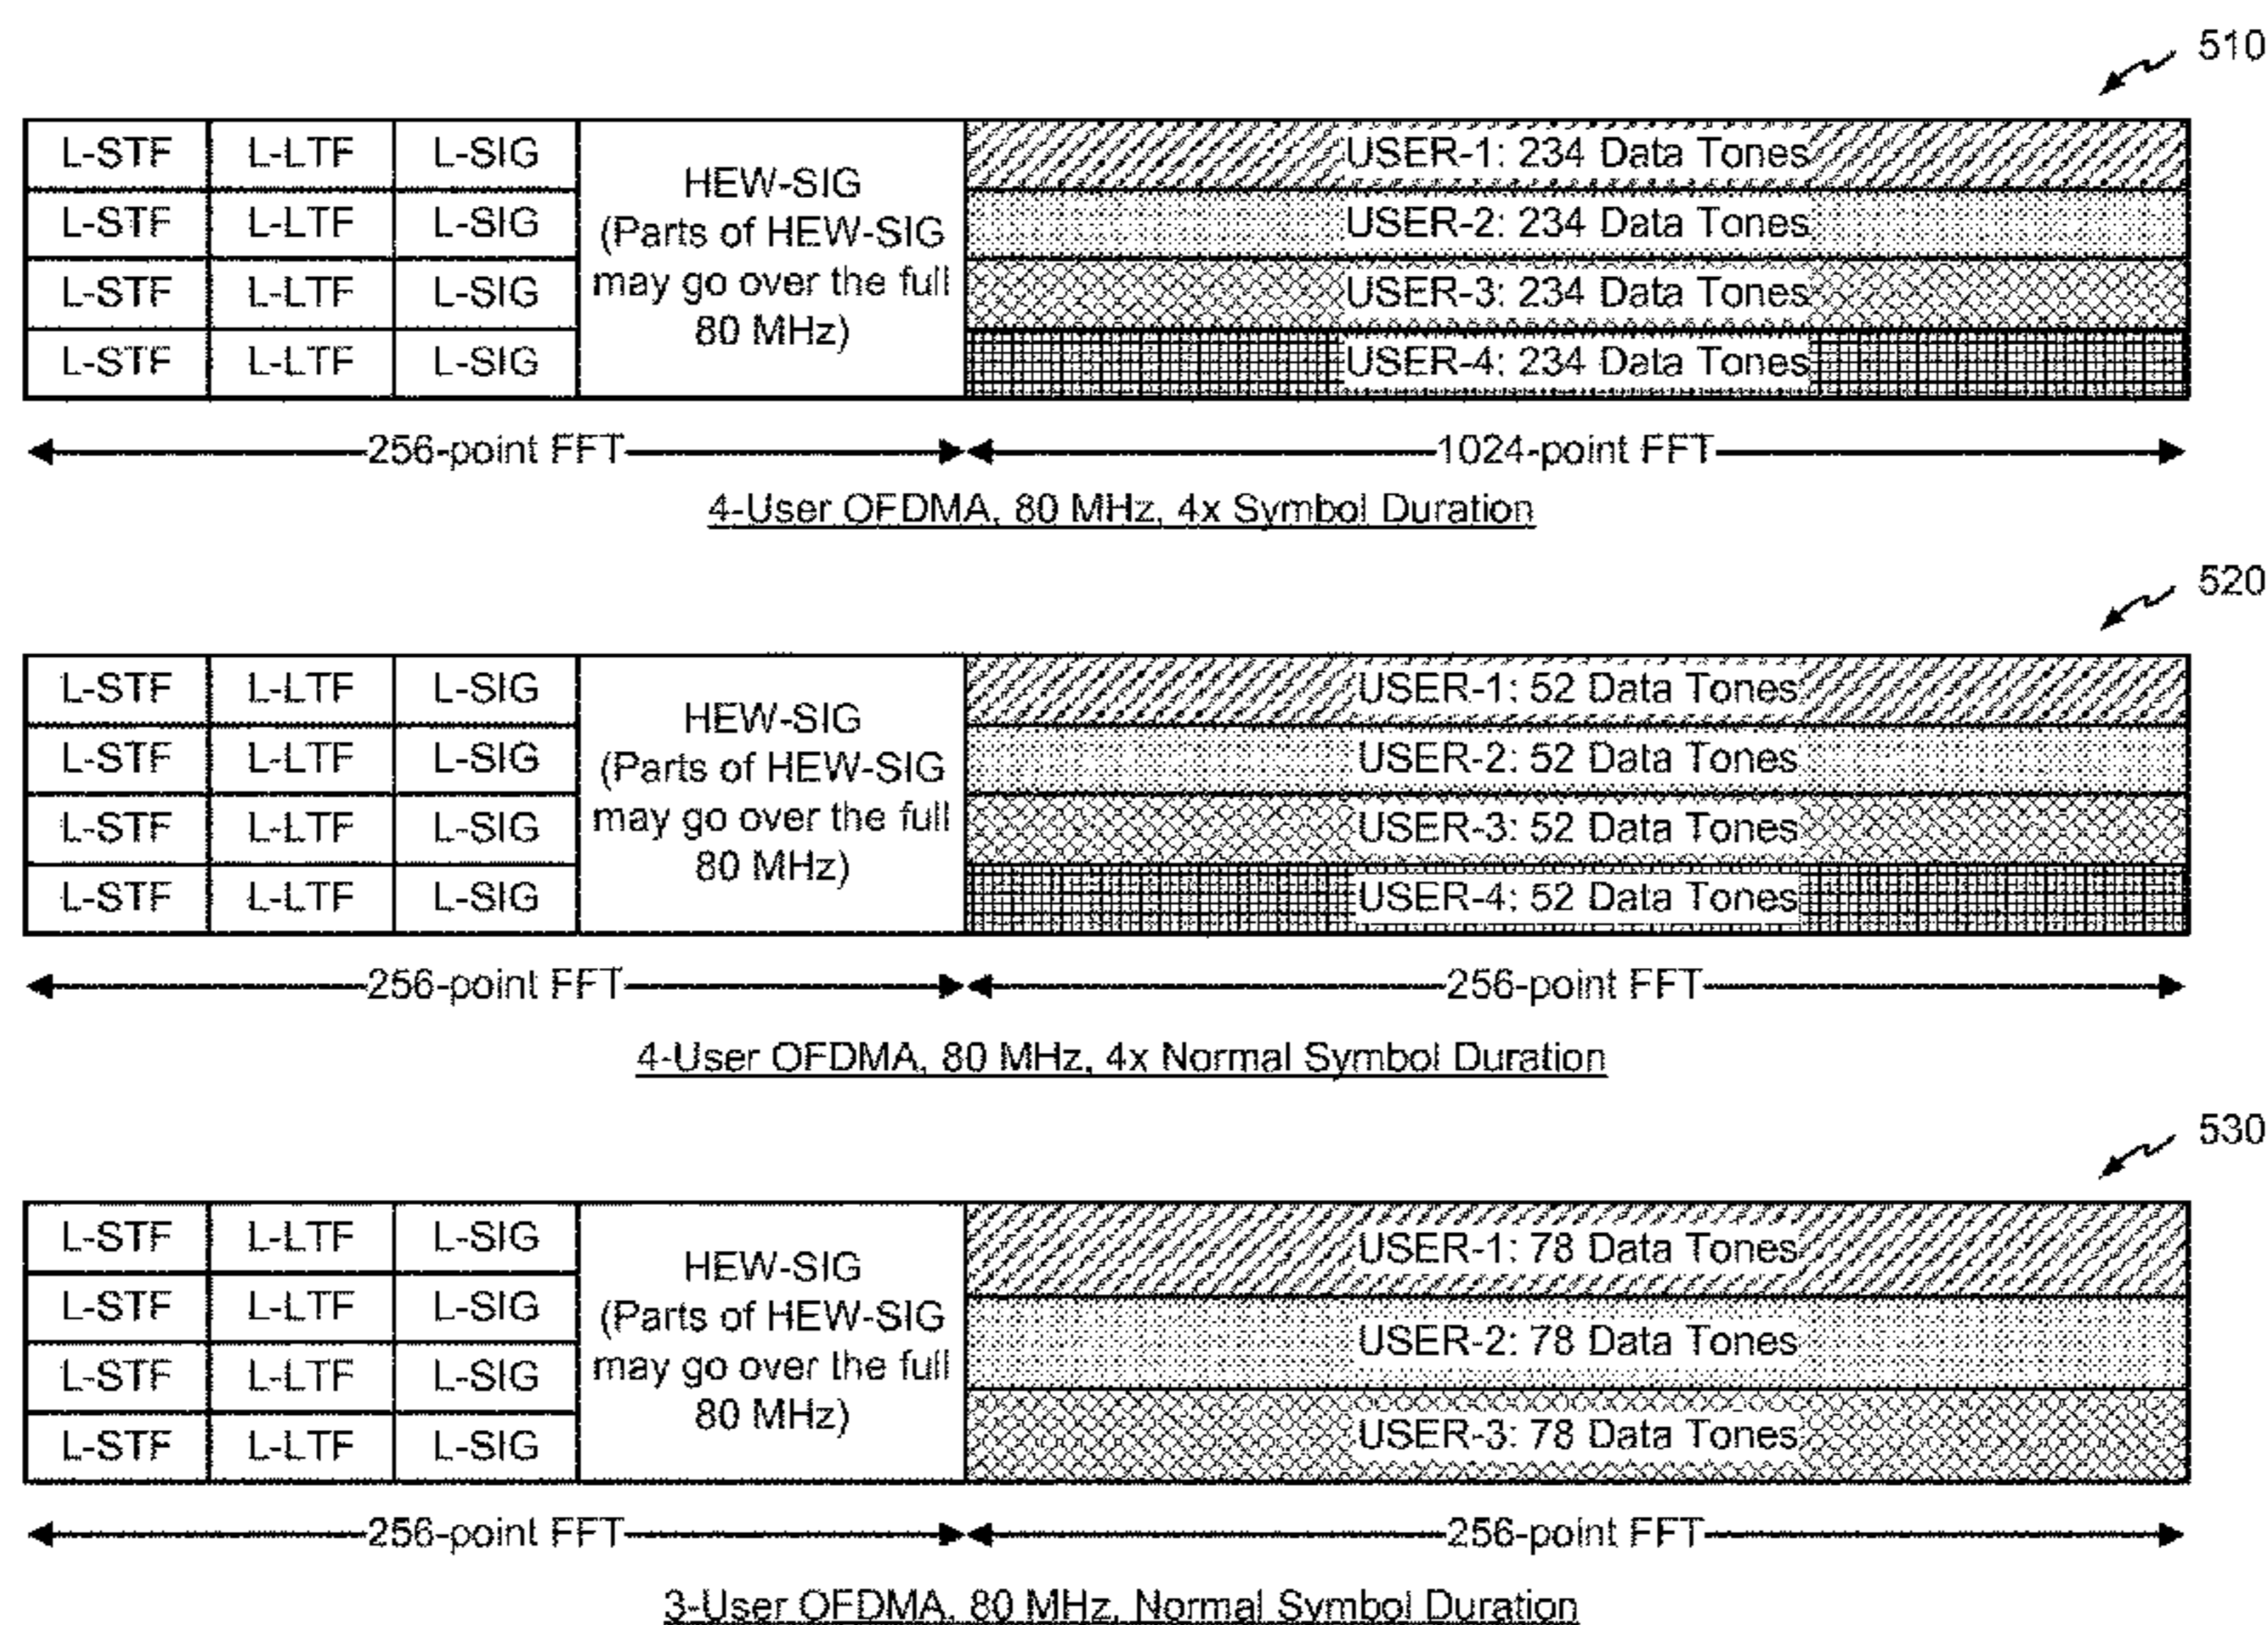 510
L-STF L-LTF L-SIG USER-1: 234 Data Tones
L-STF L-LTF L-SIG USER-2: 234 Data Tones
L-STF L-LTF L-SIG USER-3: 234 Data Tones
L-STF L-LTF L-SIG USER-4: 234 Data Tones
HEW-SIG
(Parts of HEW-SIG
may go over the full
80 MHz)
256-point FFT 1024-point FFT
4-User OFDMA, 80 MHz, 4x Symbol Duration
520
L-STF L-LTF L-SIG USER-1: 52 Data Tones
L-STF L-LTF L-SIG USER-2: 52 Data Tones
L-STF L-LTF L-SIG USER-3: 52 Data Tones
L-STF L-LTF L-SIG USER-4: 52 Data Tones
HEW-SIG
(Parts of HEW-SIG
may go over the full
80 MHz)
256-point FFT 256-point FFT
4-User OFDMA, 80 MHz, 4x Normal Symbol Duration
530
L-STF L-LTF L-SIG USER-1: 78 Data Tones
L-STF L-LTF L-SIG USER-2: 78 Data Tones
L-STF L-LTF L-SIG USER-3: 78 Data Tones
L-STF L-LTF L-SIG
HEW-SIG
(Parts of HEW-SIG
may go over the full
80 MHz)
256-point FFT 256-point FFT
3-User OFDMA, 80 MHz, Normal Symbol Duration